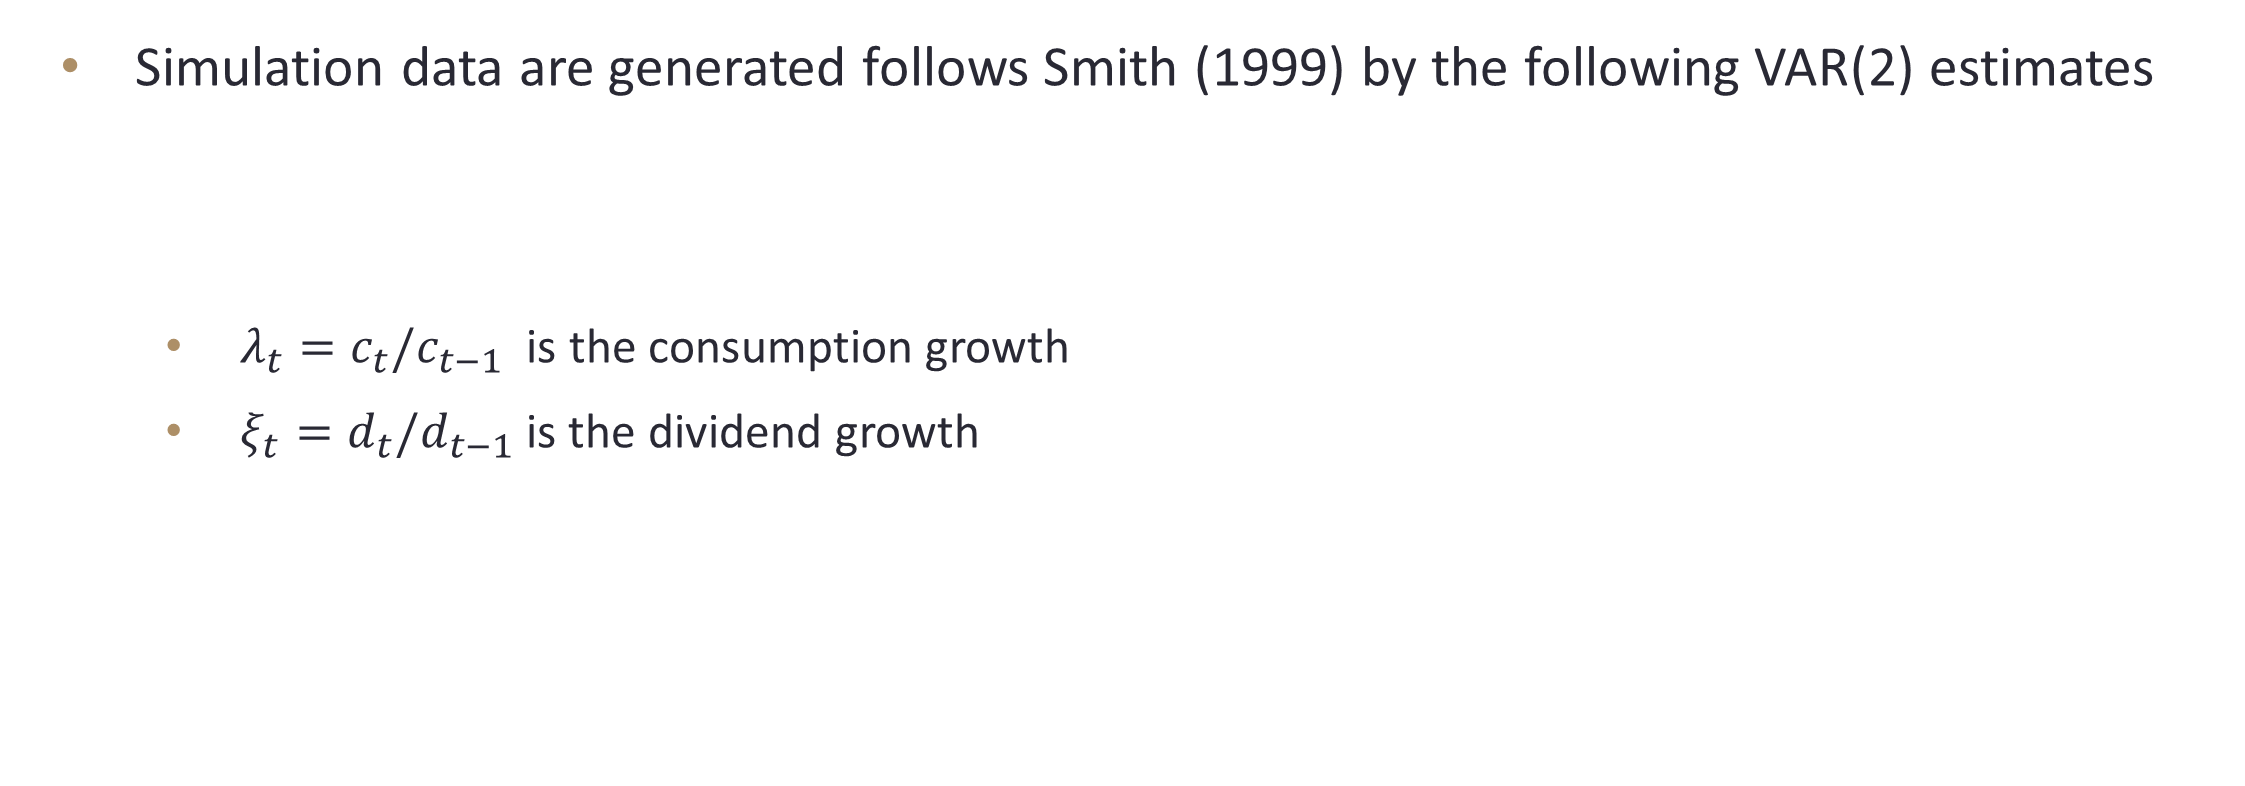 • Simulation data are generated follows Smith (1999) by the following VAR(2) estimates
• λ_t = c_t/c_{t−1} is the consumption growth
• ξ_t = d_t/d_{t−1} is the dividend growth